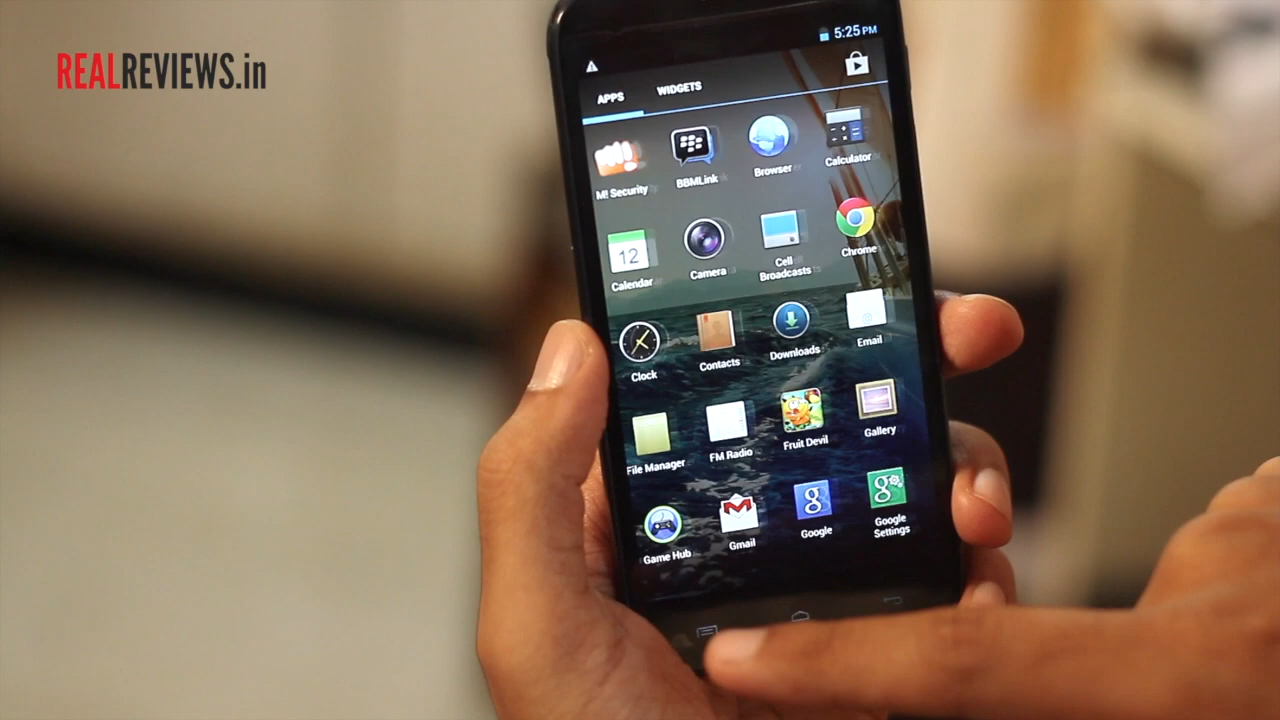 REALREVIEWS.in
5:25 PM
APPS WIDGETS
M! Security BBMLink Browser Calculator
12
Calendar Camera Cell Broadcasts Chrome
Clock Contacts Downloads Email
File Manager FM Radio Fruit Devil Gallery
g g
Game Hub Gmail Google Google Settings